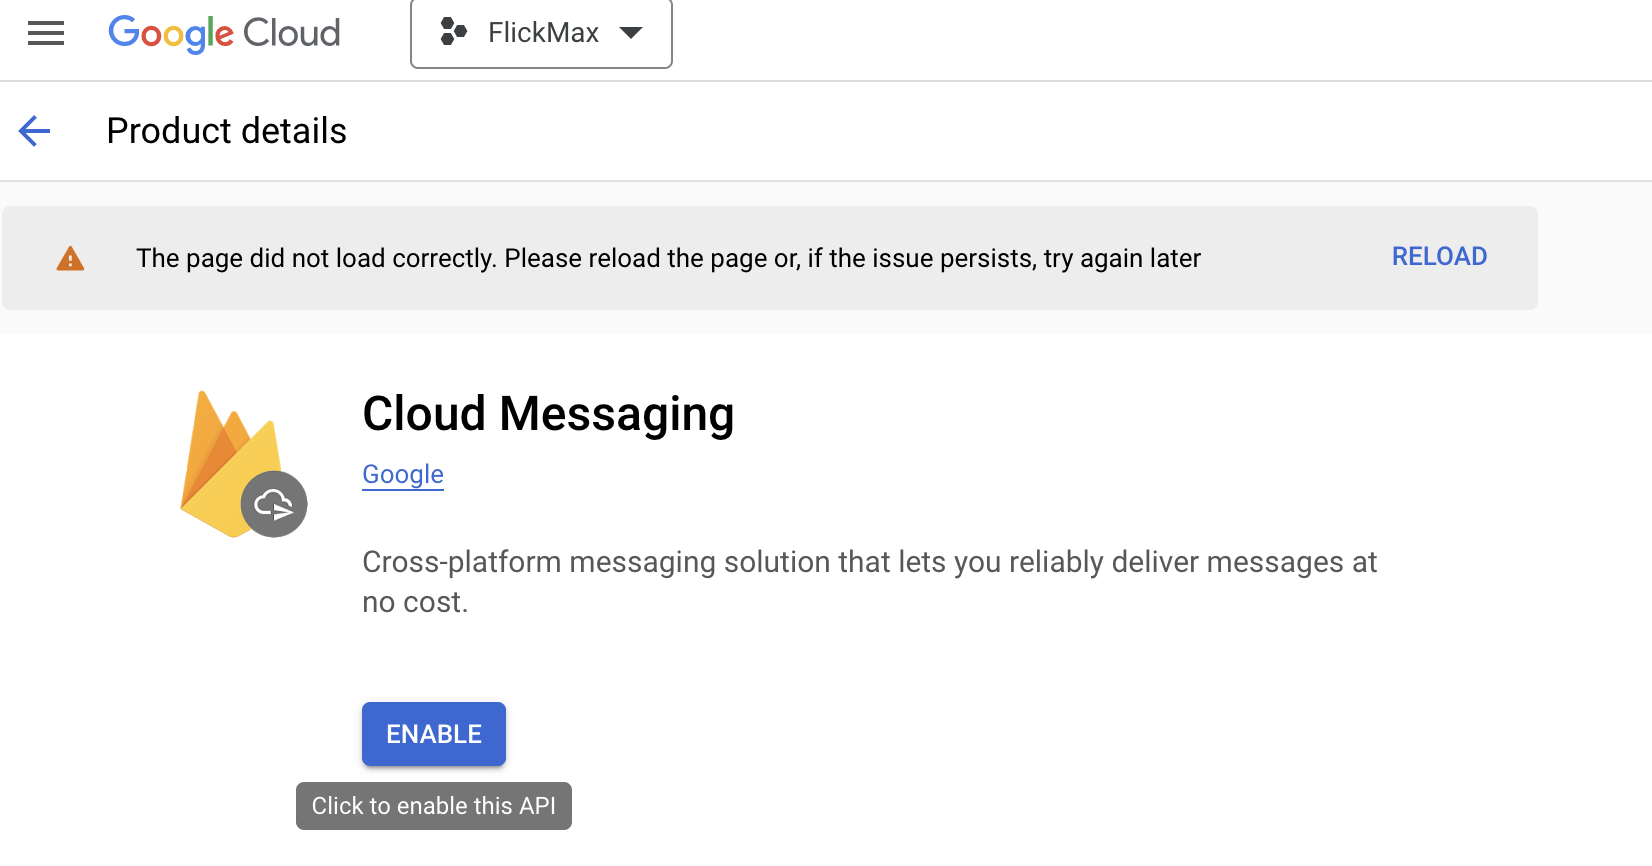 Google Cloud
FlickMax
Product details
The page did not load correctly. Please reload the page or, if the issue persists, try again later
RELOAD
Cloud Messaging
Google
Cross-platform messaging solution that lets you reliably deliver messages at
no cost.
ENABLE
Click to enable this API